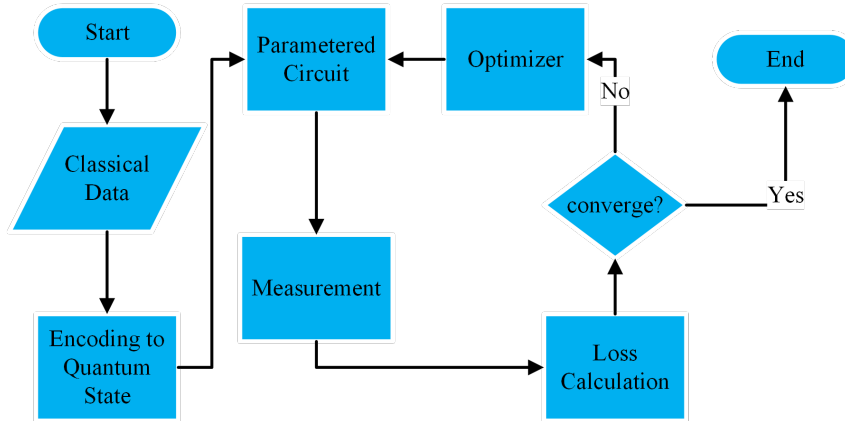 Start
Classical
Data
Encoding to
Quantum
State
Parametered
Circuit
Measurement
Loss
Calculation
converge?
No
Optimizer
Yes
End